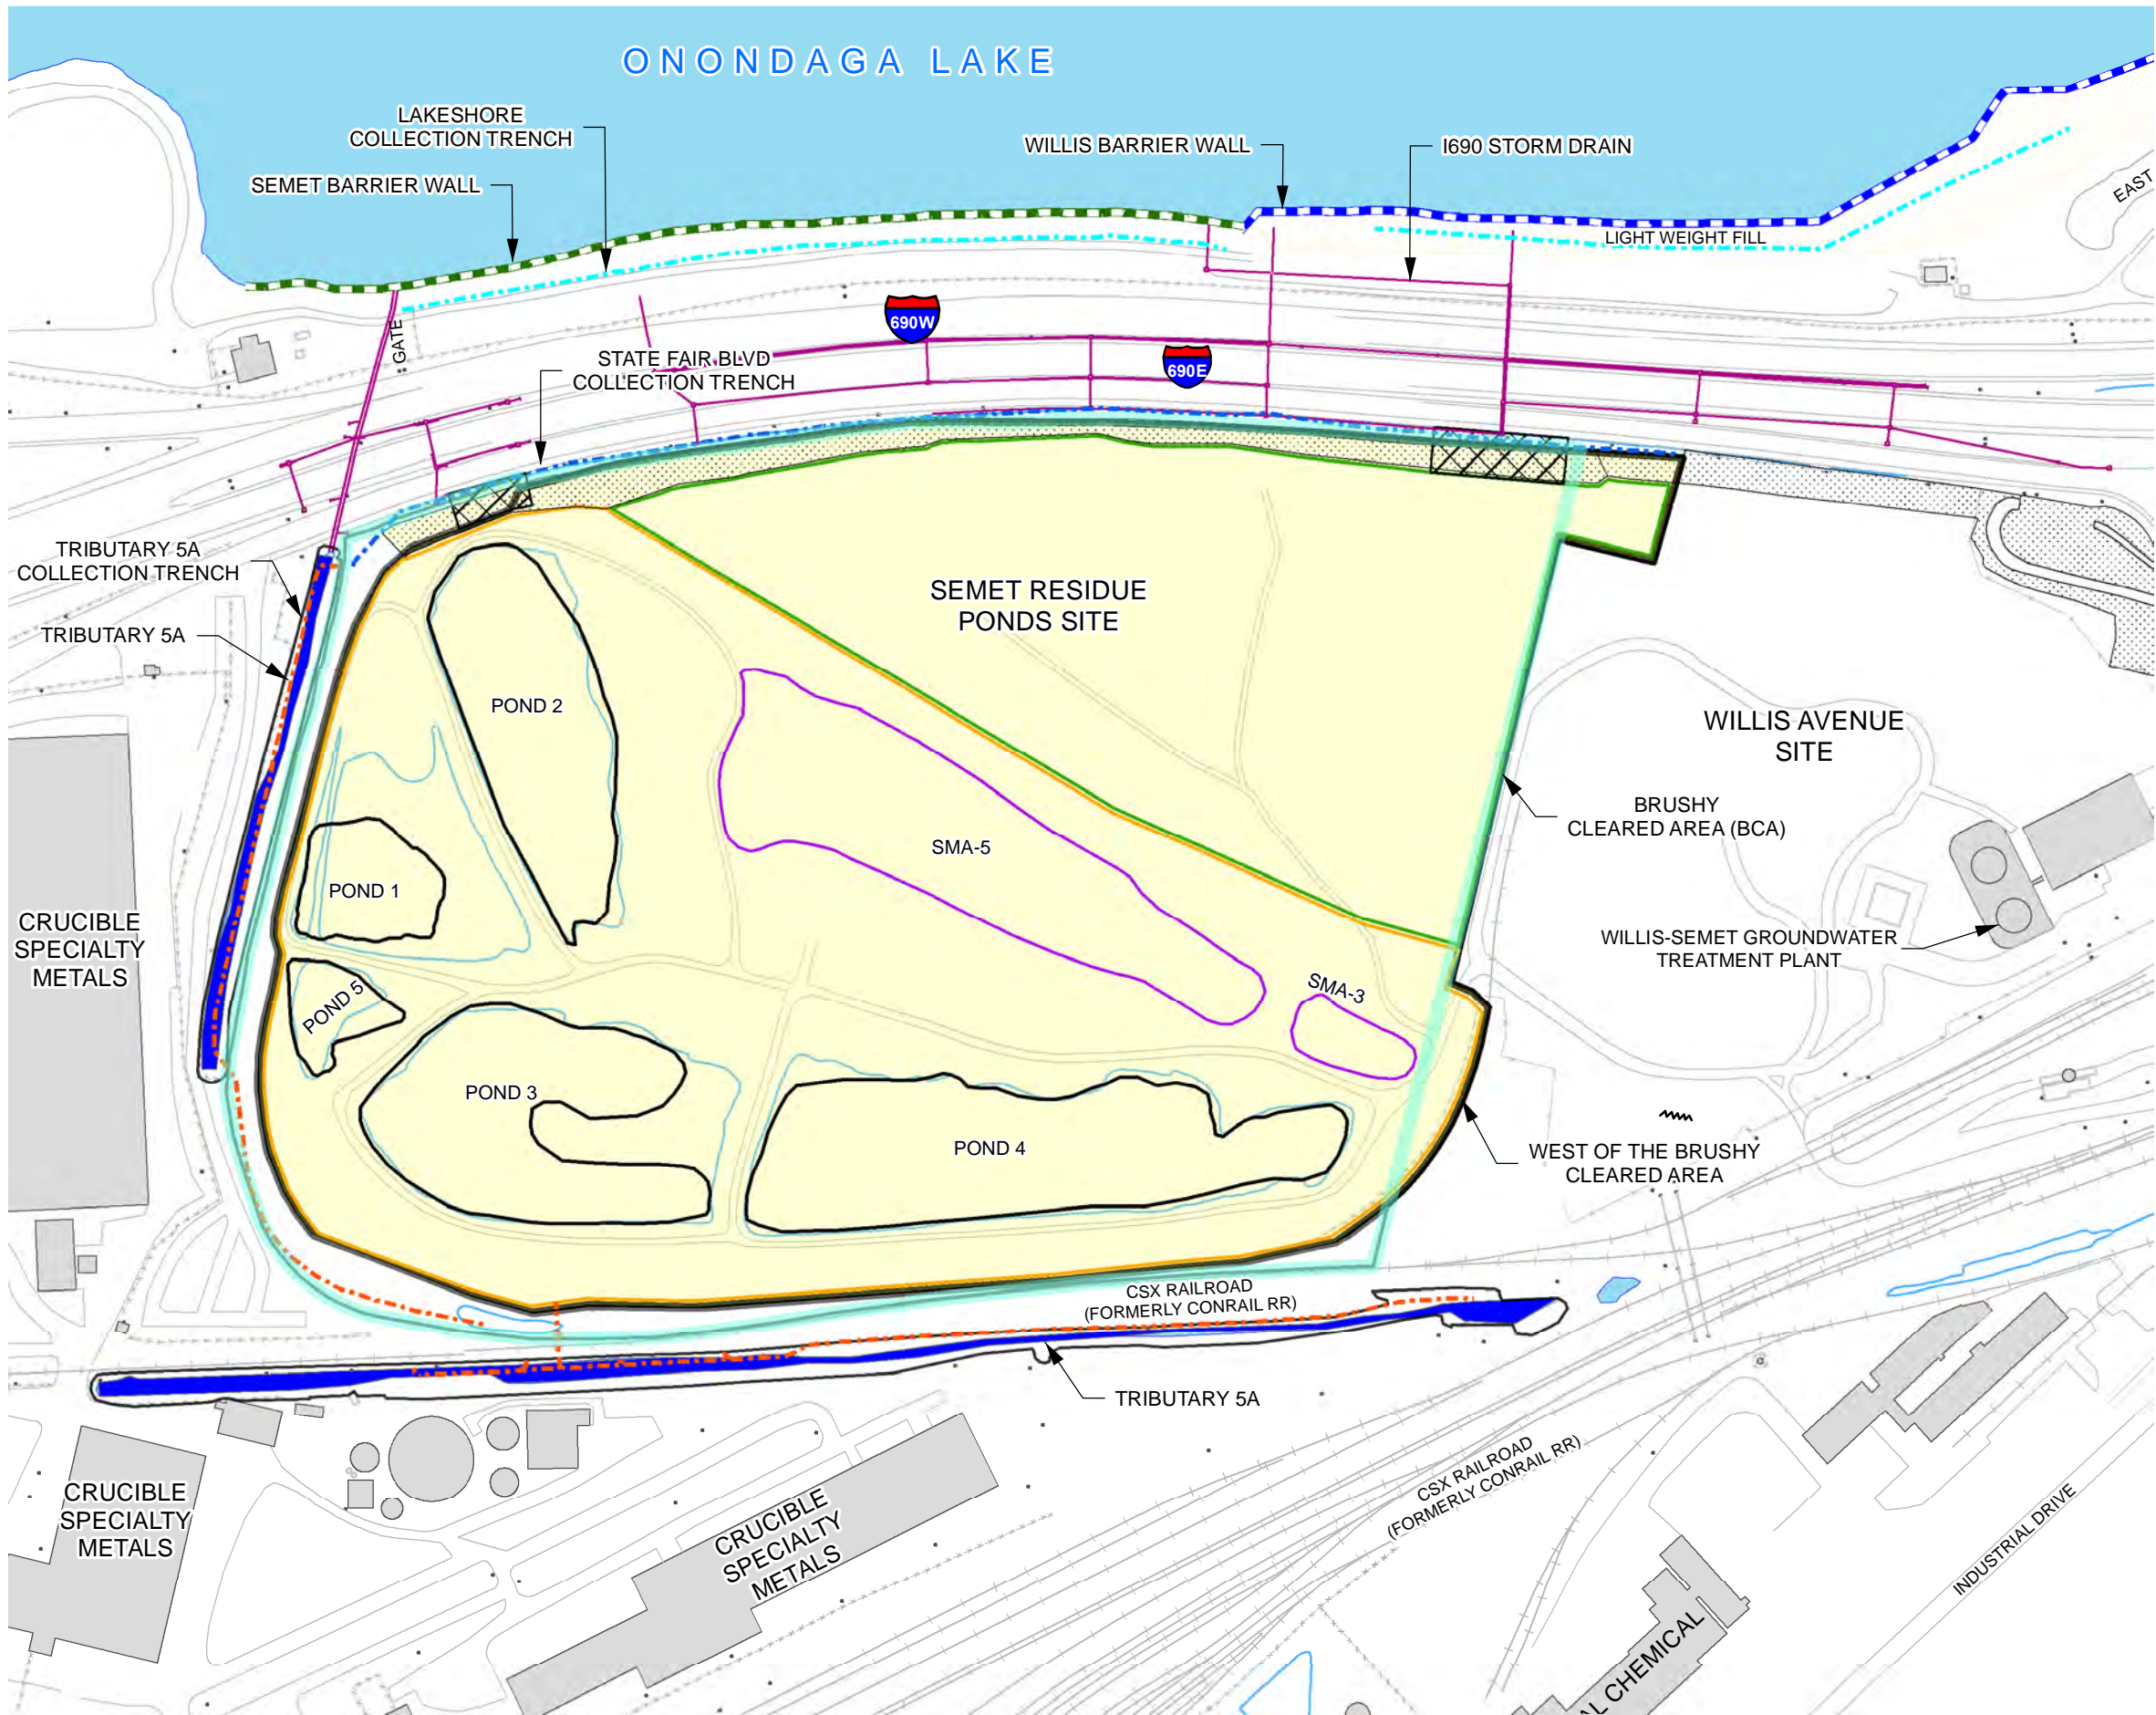 ONONDAGA LAKE
LAKESHORE
COLLECTION TRENCH
SEMET BARRIER WALL
WILLIS BARRIER WALL
I690 STORM DRAIN
EAST
LIGHT WEIGHT FILL
GATE
690W
690E
STATE FAIR BLVD
COLLECTION TRENCH
TRIBUTARY 5A
COLLECTION TRENCH
TRIBUTARY 5A
SEMET RESIDUE
PONDS SITE
POND 2
WILLIS AVENUE
SITE
BRUSHY
CLEARED AREA (BCA)
SMA-5
POND 1
CRUCIBLE
SPECIALTY
METALS
WILLIS-SEMET GROUNDWATER
TREATMENT PLANT
SMA-3
POND 5
POND 3
POND 4
WEST OF THE BRUSHY
CLEARED AREA
CSX RAILROAD
(FORMERLY CONRAIL RR)
TRIBUTARY 5A
CRUCIBLE
SPECIALTY
METALS
CRUCIBLE
SPECIALTY
METALS
CSX RAILROAD
(FORMERLY CONRAIL RR)
INDUSTRIAL DRIVE
AL CHEMICAL